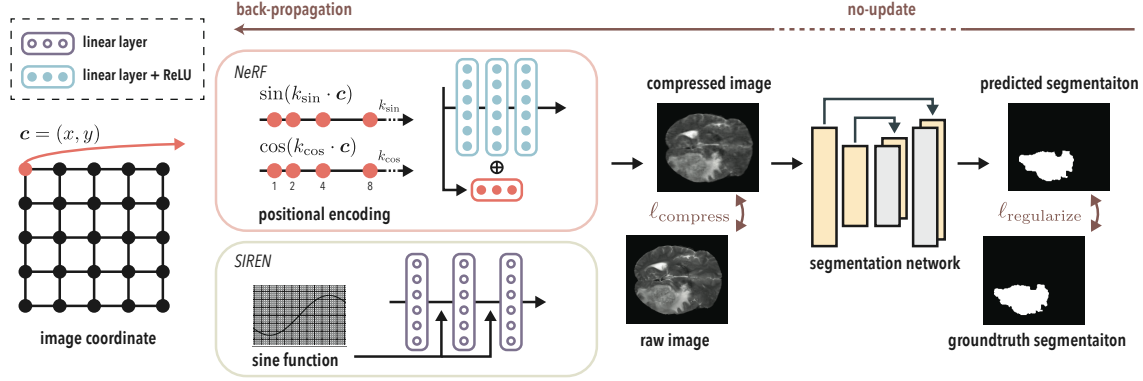 back-propagation
no-update
linear layer
linear layer + ReLU
c = (x, y)
image coordinate
NeRF
sin(k_sin · c)
k_sin
cos(k_cos · c)
k_cos
1 2 4 8
positional encoding
⊕
SIREN
sine function
compressed image
ℓ_compress
raw image
segmentation network
predicted segmentaiton
ℓ_regularize
groundtruth segmentaiton